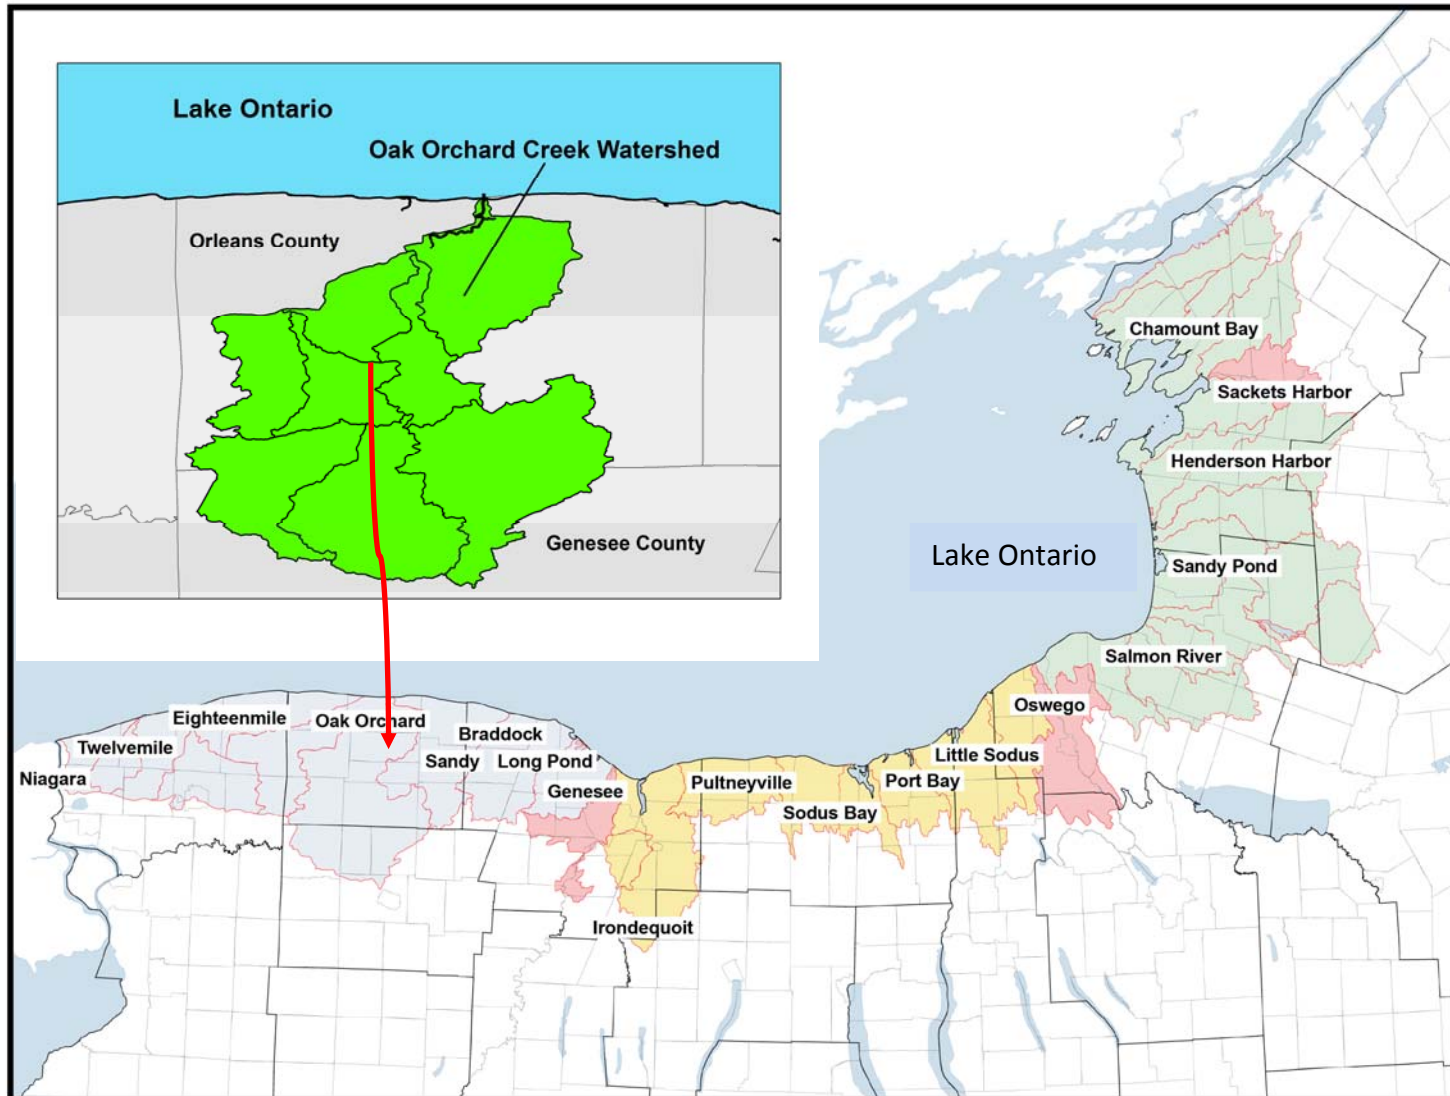 Lake Ontario
Oak Orchard Creek Watershed
Orleans County
Genesee County
Chamount Bay
Sackets Harbor
Henderson Harbor
Lake Ontario
Sandy Pond
Salmon River
Oswego
Eighteenmile
Oak Orchard
Braddock
Twelvemile
Sandy
Long Pond
Little Sodus
Niagara
Genesee
Pultneyville
Port Bay
Sodus Bay
Irondequoit